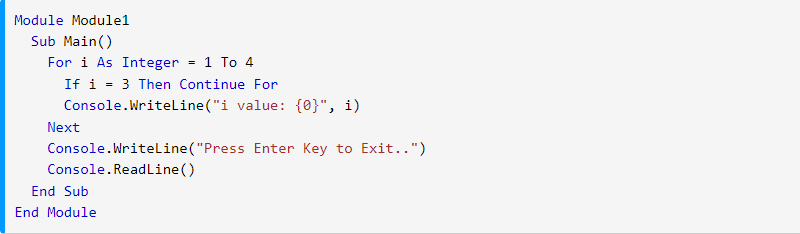 Module Module1
Sub Main()
For i As Integer = 1 To 4
If i = 3 Then Continue For
Console.WriteLine("i value: {0}", i)
Next
Console.WriteLine("Press Enter Key to Exit..")
Console.ReadLine()
End Sub
End Module